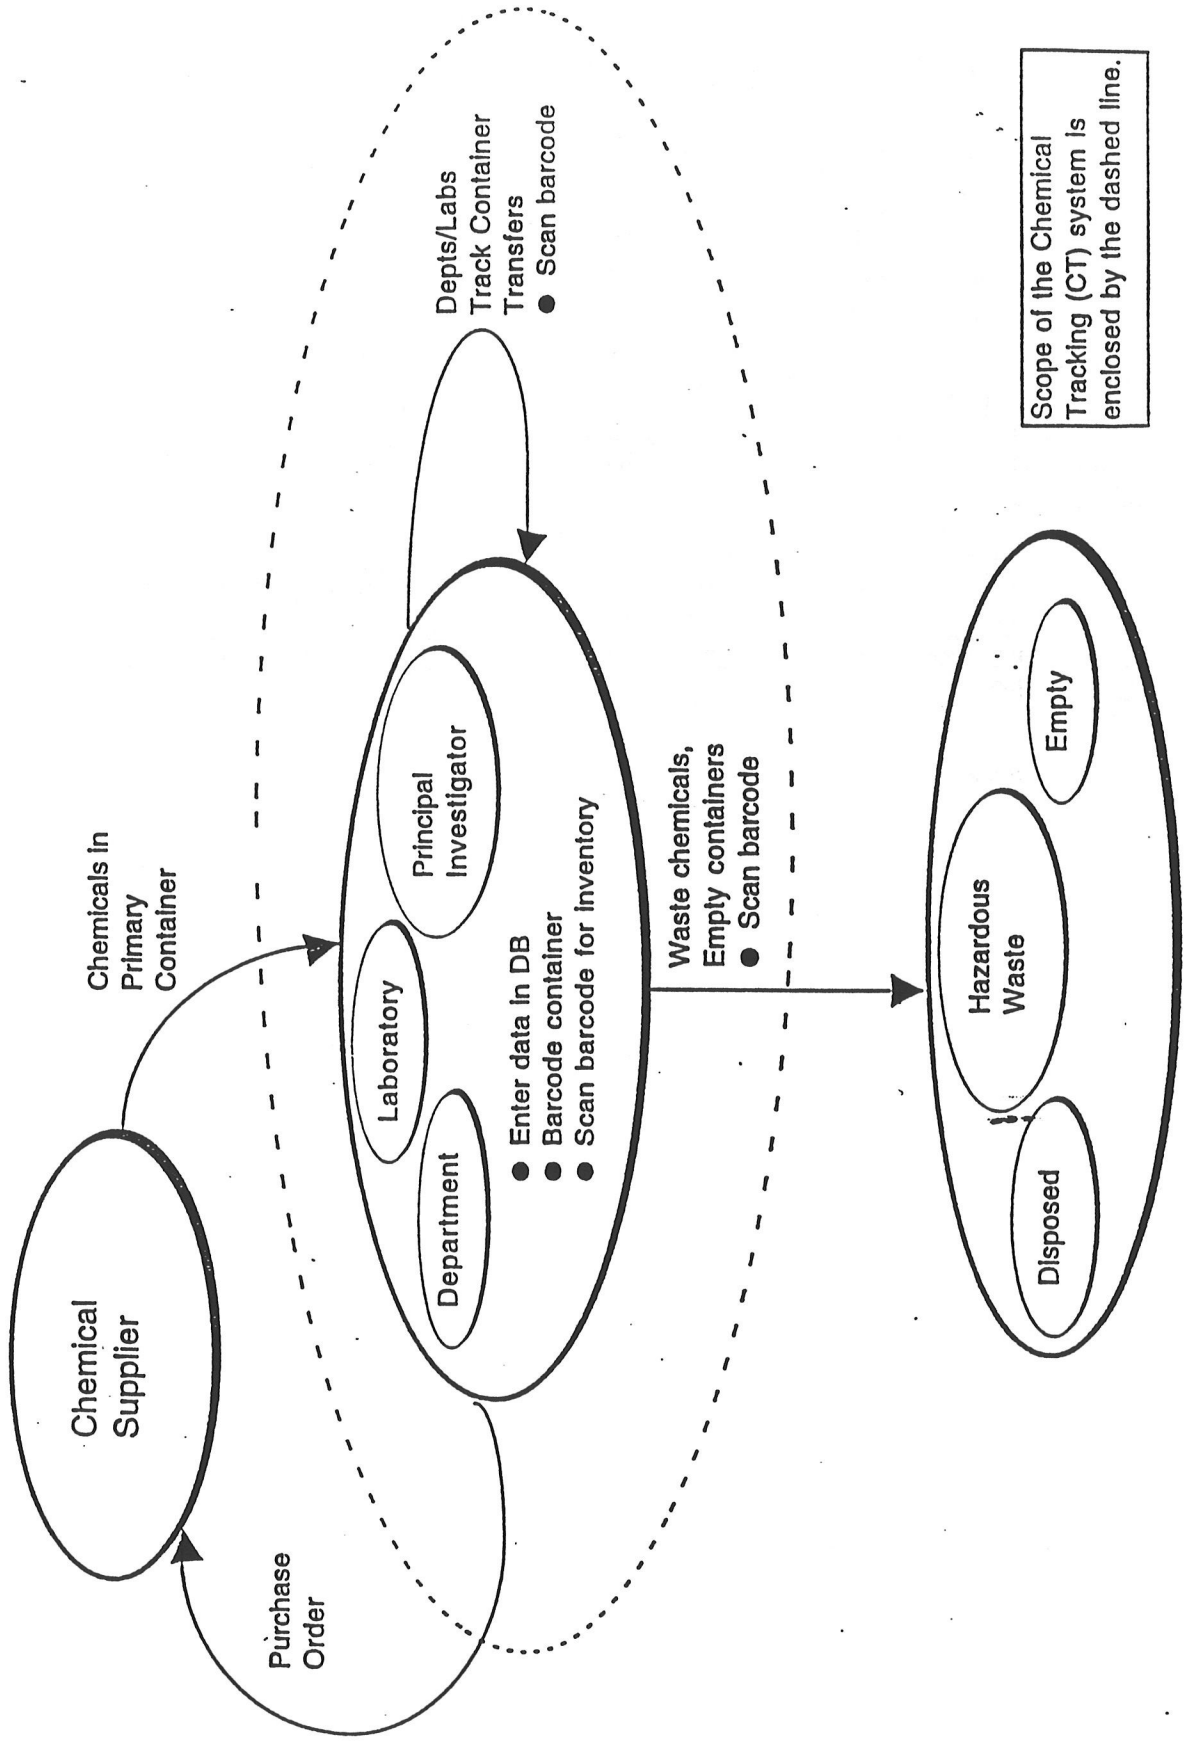 Chemical
Supplier
Purchase
Order
Chemicals in
Primary
Container
Department
Laboratory
Principal
Investigator
● Enter data in DB
● Barcode container
● Scan barcode for inventory
Depts/Labs
Track Container
Transfers
● Scan barcode
Waste chemicals,
Empty containers
● Scan barcode
Disposed
Hazardous
Waste
Empty
Scope of the Chemical
Tracking (CT) system is
enclosed by the dashed line.